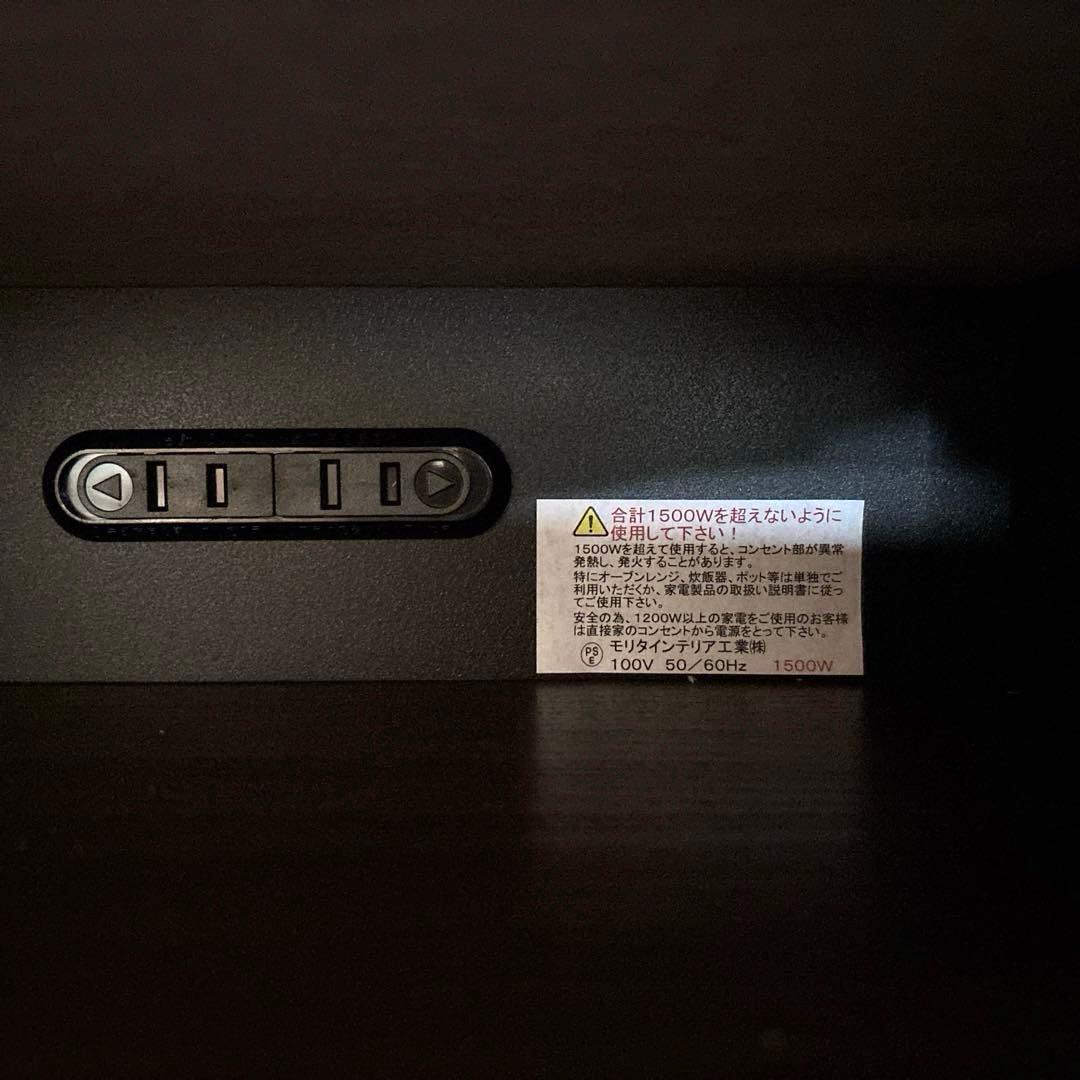 合計1500Wを超えないように
使用して下さい！
1500Wを超えて使用すると、コンセント部が異常
発熱し、発火することがあります。
特にオーブンレンジ、炊飯器、ポット等は単独でご
利用いただくか、家電製品の取扱い説明書に従っ
てご使用下さい。
安全の為、1200W以上の家電をご使用のお客様
は直接家のコンセントから電源をとって下さい。
PS
E
モリタインテリア工業㈱
100V 50／60Hz 1500W